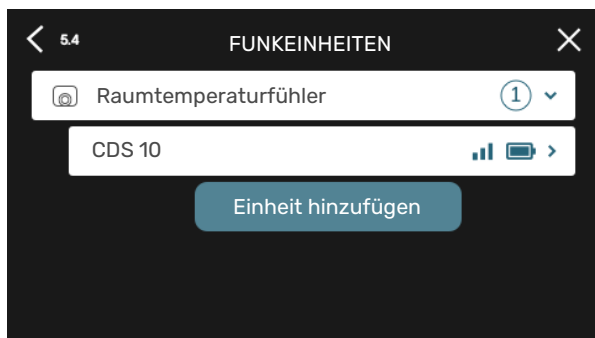 5.4
FUNKEINHEITEN
Raumtemperaturfühler
1
CDS 10
Einheit hinzufügen